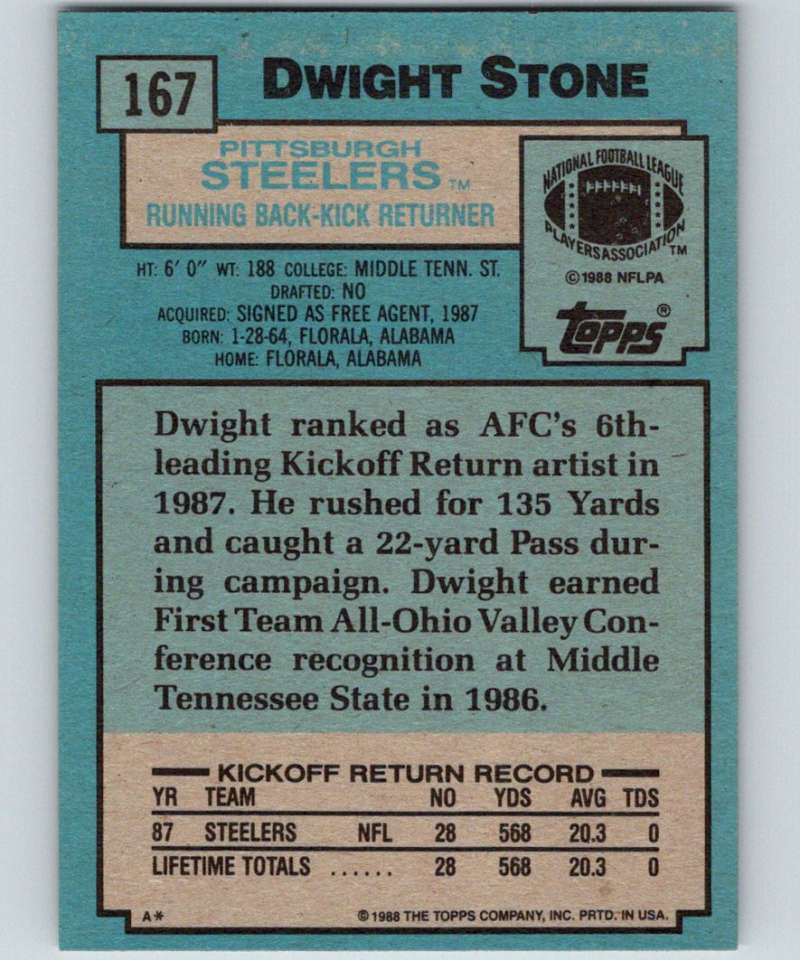 167
DWIGHT STONE
PITTSBURGH
STEELERS TM
RUNNING BACK-KICK RETURNER
NATIONAL FOOTBALL LEAGUE
PLAYERS ASSOCIATION TM
© 1988 NFLPA
TOPPS®
HT: 6' 0" WT: 188 COLLEGE: MIDDLE TENN. ST.
DRAFTED: NO
ACQUIRED: SIGNED AS FREE AGENT, 1987
BORN: 1-28-64, FLORALA, ALABAMA
HOME: FLORALA, ALABAMA
Dwight ranked as AFC's 6th-
leading Kickoff Return artist in
1987. He rushed for 135 Yards
and caught a 22-yard Pass dur-
ing campaign. Dwight earned
First Team All-Ohio Valley Con-
ference recognition at Middle
Tennessee State in 1986.
KICKOFF RETURN RECORD
YR TEAM NO YDS AVG TDS
87 STEELERS NFL 28 568 20.3 0
LIFETIME TOTALS ...... 28 568 20.3 0
A* © 1988 THE TOPPS COMPANY, INC. PRTD. IN USA.